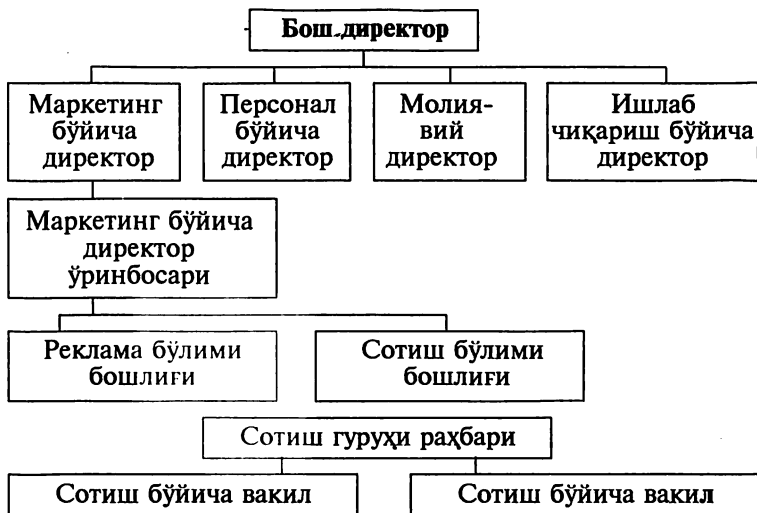 Бош директор
Маркетинг
бўйича
директор
Персонал
бўйича
директор
Молия-
вий
директор
Ишлаб
чиқариш бўйича
директор
Маркетинг бўйича
директор
ўринбосари
Реклама бўлими
бошлиғи
Сотиш бўлими
бошлиғи
Сотиш гуруҳи раҳбари
Сотиш бўйича вакил
Сотиш бўйича вакил